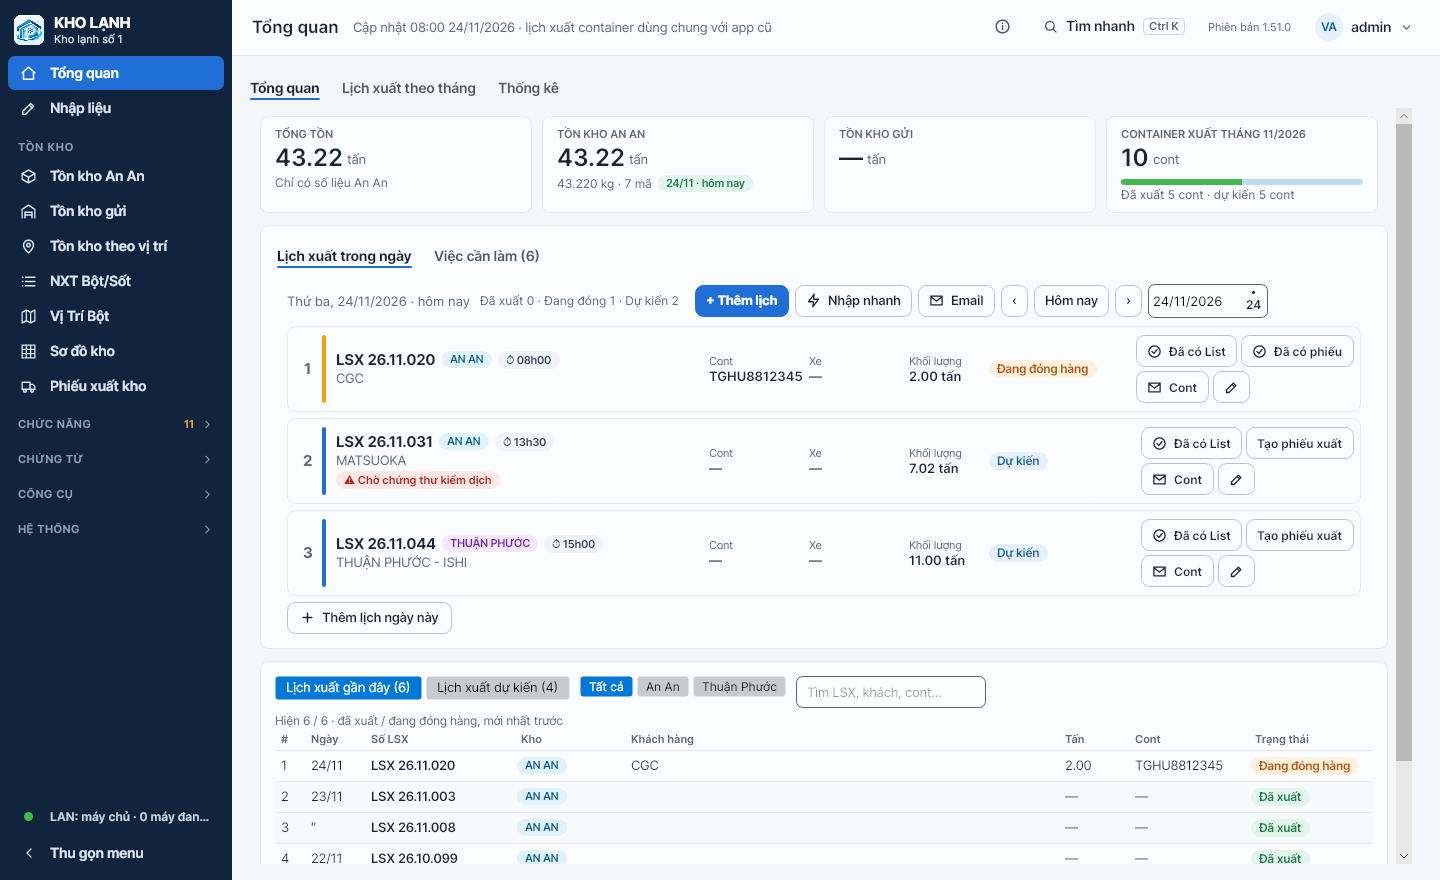 KHO LẠNH
Kho lạnh số 1
Tổng quan
Nhập liệu
TỒN KHO
Tồn kho An An
Tồn kho gửi
Tồn kho theo vị trí
NXT Bột/Sốt
Vị Trí Bột
Sơ đồ kho
Phiếu xuất kho
CHỨC NĂNG 11
CHỨNG TỪ
CÔNG CỤ
HỆ THỐNG
LAN: máy chủ · 0 máy đan...
Thu gọn menu
Tổng quan Cập nhật 08:00 24/11/2026 · lịch xuất container dùng chung với app cũ
Tìm nhanh Ctrl K Phiên bản 1.51.0 VA admin
Tổng quan Lịch xuất theo tháng Thống kê
TỔNG TỒN
43.22 tấn
Chỉ có số liệu An An
TỒN KHO AN AN
43.22 tấn
43.220 kg · 7 mã 24/11 · hôm nay
TỒN KHO GỬI
— tấn
CONTAINER XUẤT THÁNG 11/2026
10 cont
Đã xuất 5 cont · dự kiến 5 cont
Lịch xuất trong ngày Việc cần làm (6)
Thứ ba, 24/11/2026 · hôm nay Đã xuất 0 · Đang đóng 1 · Dự kiến 2 + Thêm lịch Nhập nhanh Email ‹ Hôm nay › 24/11/2026 24
1 LSX 26.11.020 AN AN 08h00
CGC
Cont Xe Khối lượng
TGHU8812345 — 2.00 tấn
Đang đóng hàng
Đã có List Đã có phiếu
Cont
2 LSX 26.11.031 AN AN 13h30
MATSUOKA
Chờ chứng thư kiểm dịch
Cont Xe Khối lượng
— — 7.02 tấn
Dự kiến
Đã có List Tạo phiếu xuất
Cont
3 LSX 26.11.044 THUẬN PHƯỚC 15h00
THUẬN PHƯỚC - ISHI
Cont Xe Khối lượng
— — 11.00 tấn
Dự kiến
Đã có List Tạo phiếu xuất
Cont
+ Thêm lịch ngày này
Lịch xuất gần đây (6) Lịch xuất dự kiến (4) Tất cả An An Thuận Phước Tìm LSX, khách, cont...
Hiện 6 / 6 · đã xuất / đang đóng hàng, mới nhất trước
# Ngày Số LSX Kho Khách hàng Tấn Cont Trạng thái
1 24/11 LSX 26.11.020 AN AN CGC 2.00 TGHU8812345 Đang đóng hàng
2 23/11 LSX 26.11.003 AN AN — — Đã xuất
3 " LSX 26.11.008 AN AN — — Đã xuất
4 22/11 LSX 26.10.099 AN AN — — Đã xuất